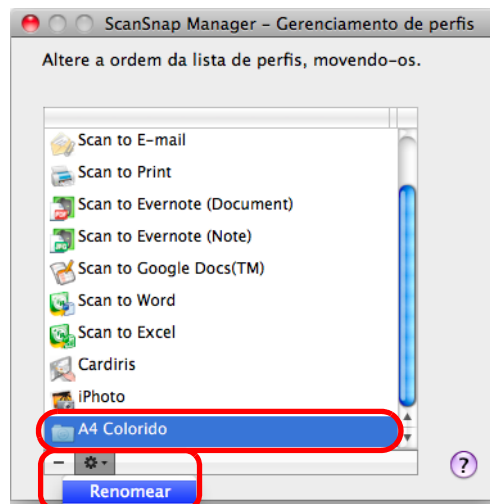 ScanSnap Manager – Gerenciamento de perfis
Altere a ordem da lista de perfis, movendo-os.
Scan to E-mail
Scan to Print
Scan to Evernote (Document)
Scan to Evernote (Note)
Scan to Google Docs(TM)
Scan to Word
Scan to Excel
Cardiris
iPhoto
A4 Colorido
Renomear